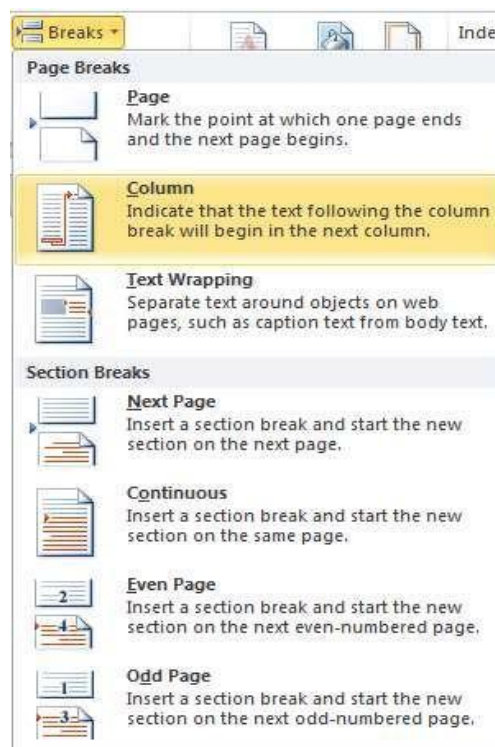 Breaks
Inde
Page Breaks
Page
Mark the point at which one page ends
and the next page begins.
Column
Indicate that the text following the column
break will begin in the next column.
Text Wrapping
Separate text around objects on web
pages, such as caption text from body text.
Section Breaks
Next Page
Insert a section break and start the new
section on the next page.
Continuous
Insert a section break and start the new
section on the same page.
2
4
Even Page
Insert a section break and start the new
section on the next even-numbered page.
1
3
Odd Page
Insert a section break and start the new
section on the next odd-numbered page.